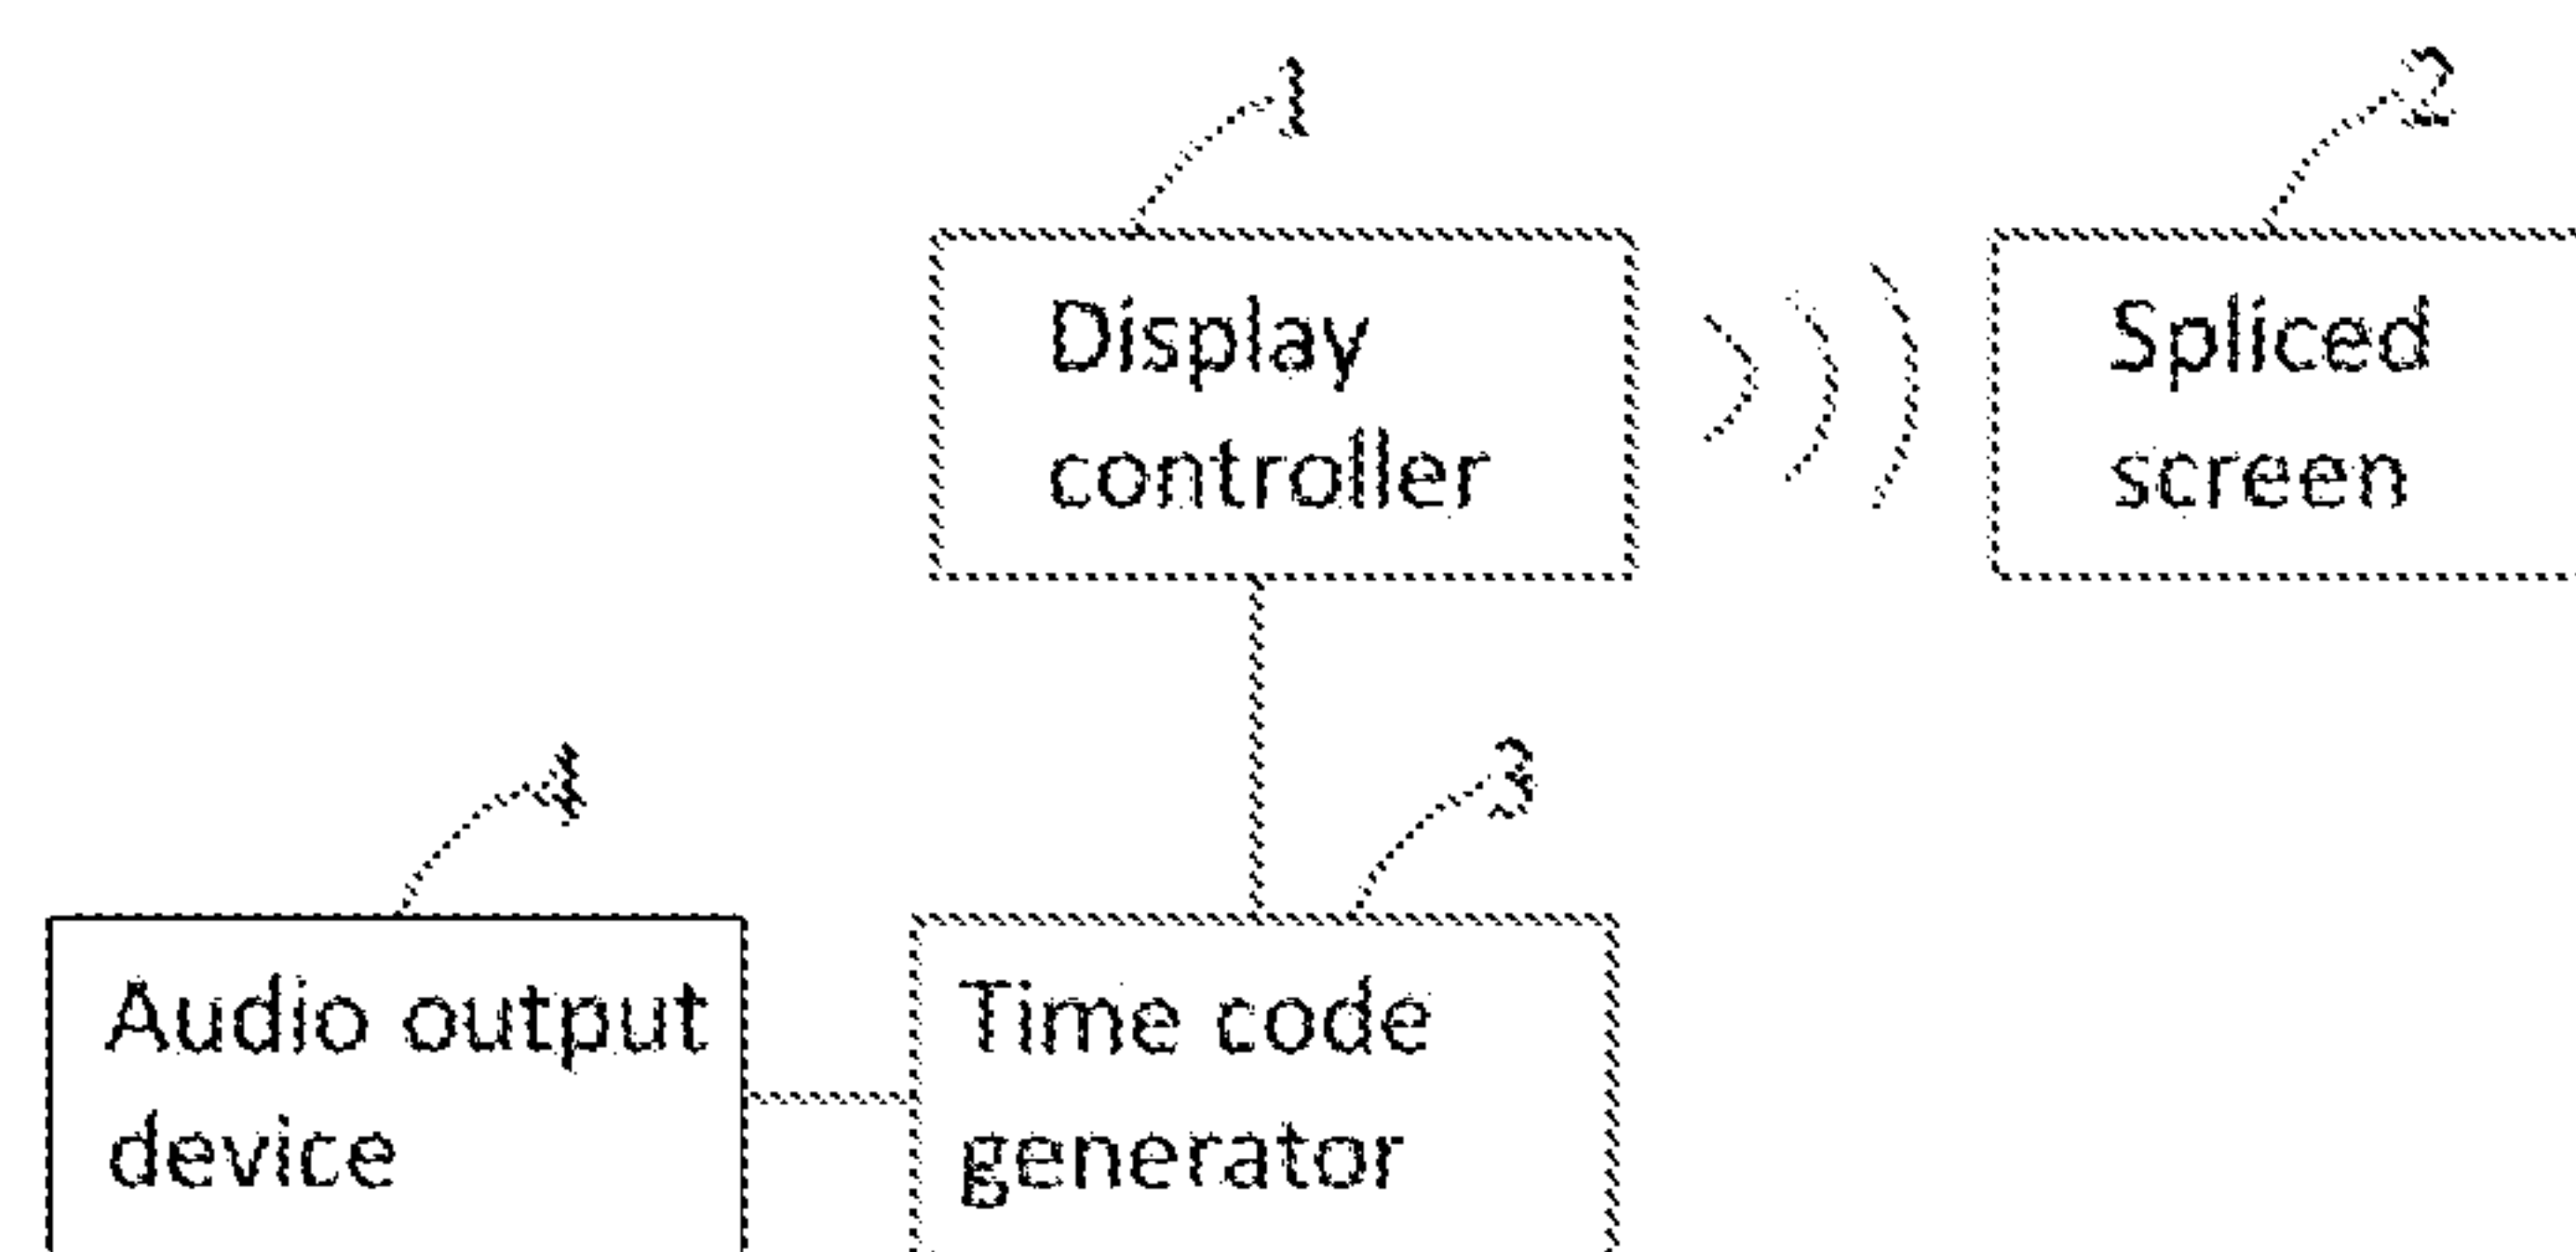 1
2
Display
controller
Spliced
screen
4
3
Audio output
device
Time code
generator